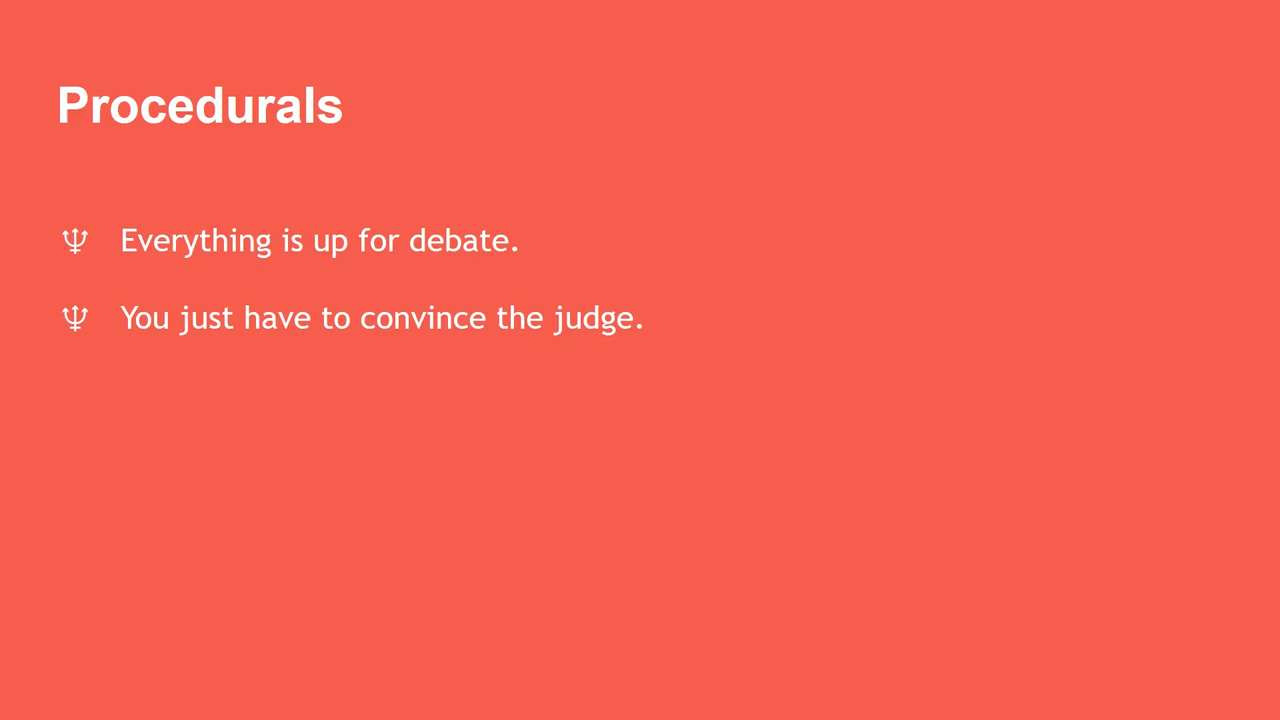 Procedurals
♆ Everything is up for debate.
♆ You just have to convince the judge.